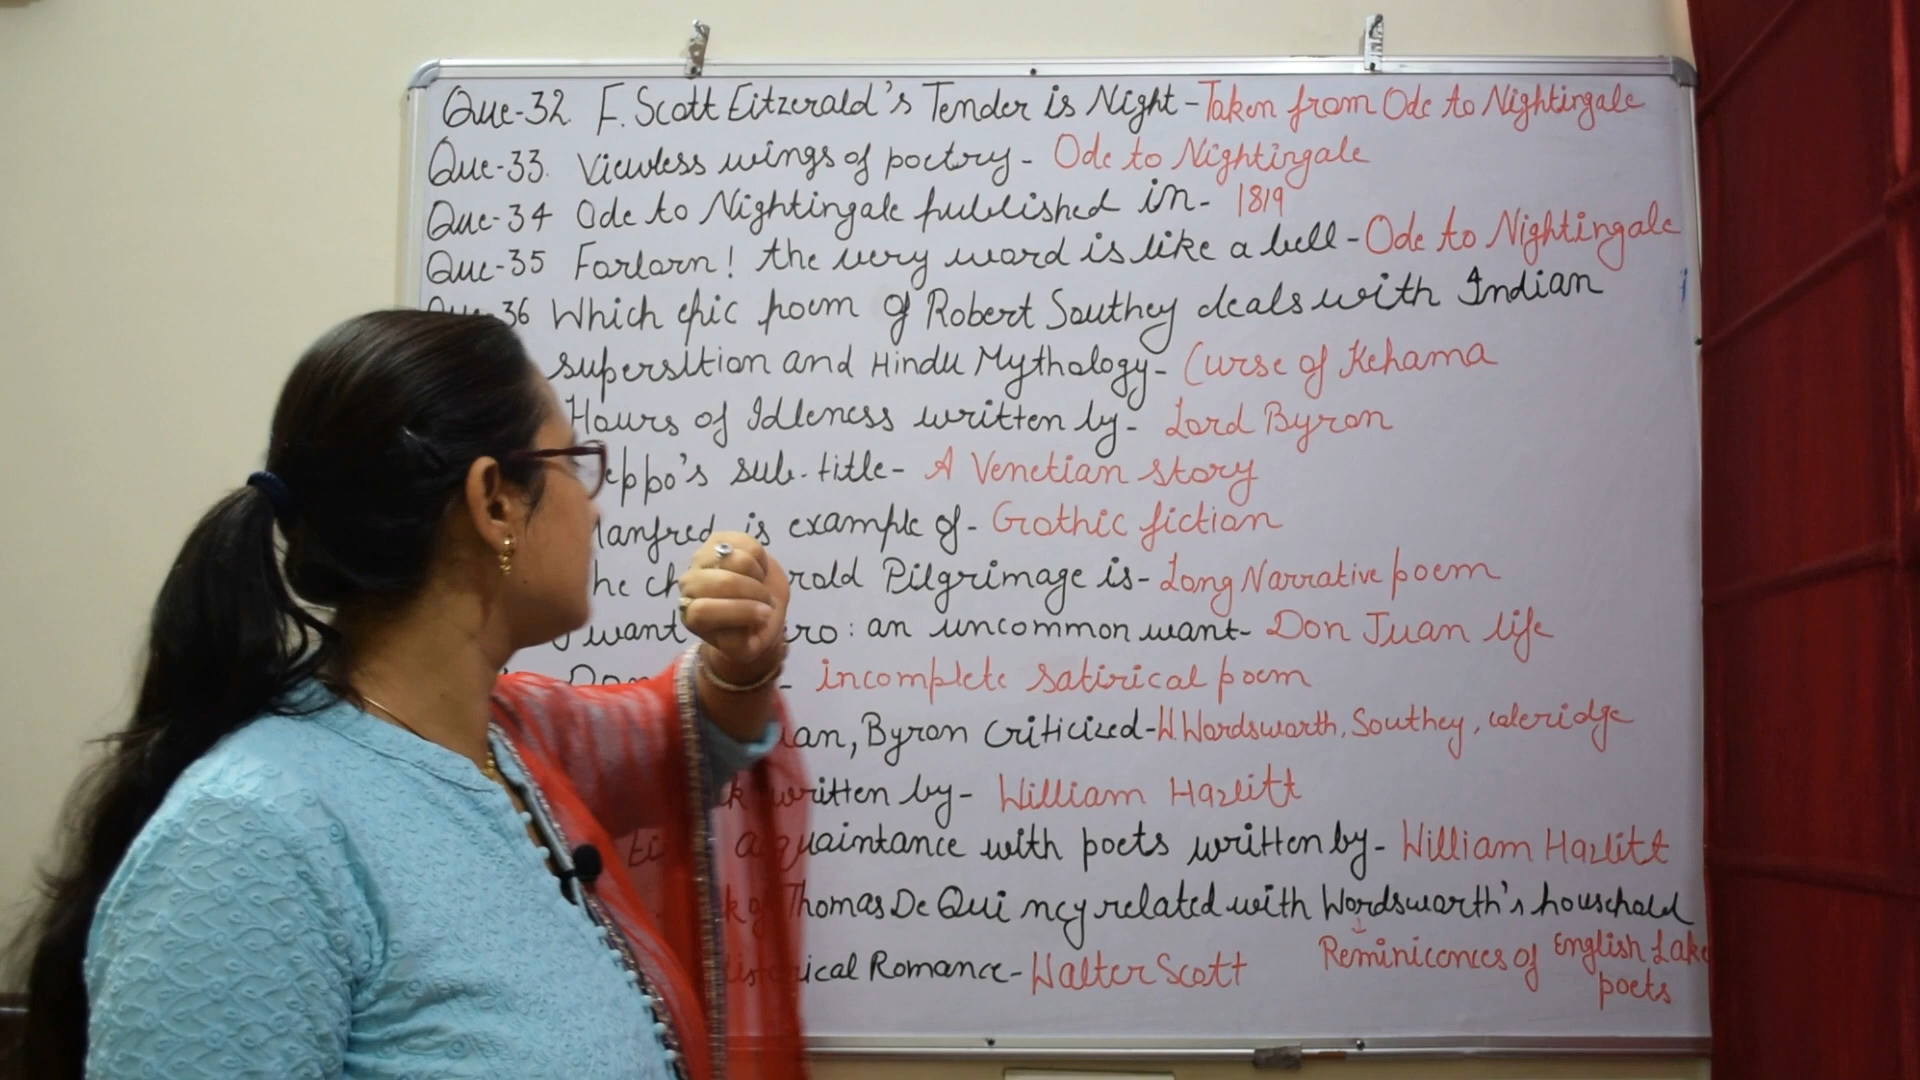 Que-32. F. Scott Fitzerald's Tender is Night - Taken from Ode to Nightingale
Que-33. Viewless wings of poetry - Ode to Nightingale
Que-34 Ode to Nightingale published in - 1819
Que-35 Forlorn! the very word is like a bell - Ode to Nightingale
36 Which epic poem of Robert Southey deals with Indian
superstition and Hindu Mythology - Curse of Kehama
Hours of Idleness written by - Lord Byron
eppo's sub-title - A Venetian story
anfred is example of - Gothic fiction
he ch rold Pilgrimage is - Long Narrative poem
want ero: an uncommon want - Don Juan life
Don - incomplete satirical poem
an, Byron criticized - W. Wordsworth, Southey, coleridge
k written by - William Hazlitt
aquaintance with poets written by - William Hazlitt
k of Thomas De Quincy related with Wordsworth's household
Reminicences of English Lake poets
Historical Romance - Walter Scott